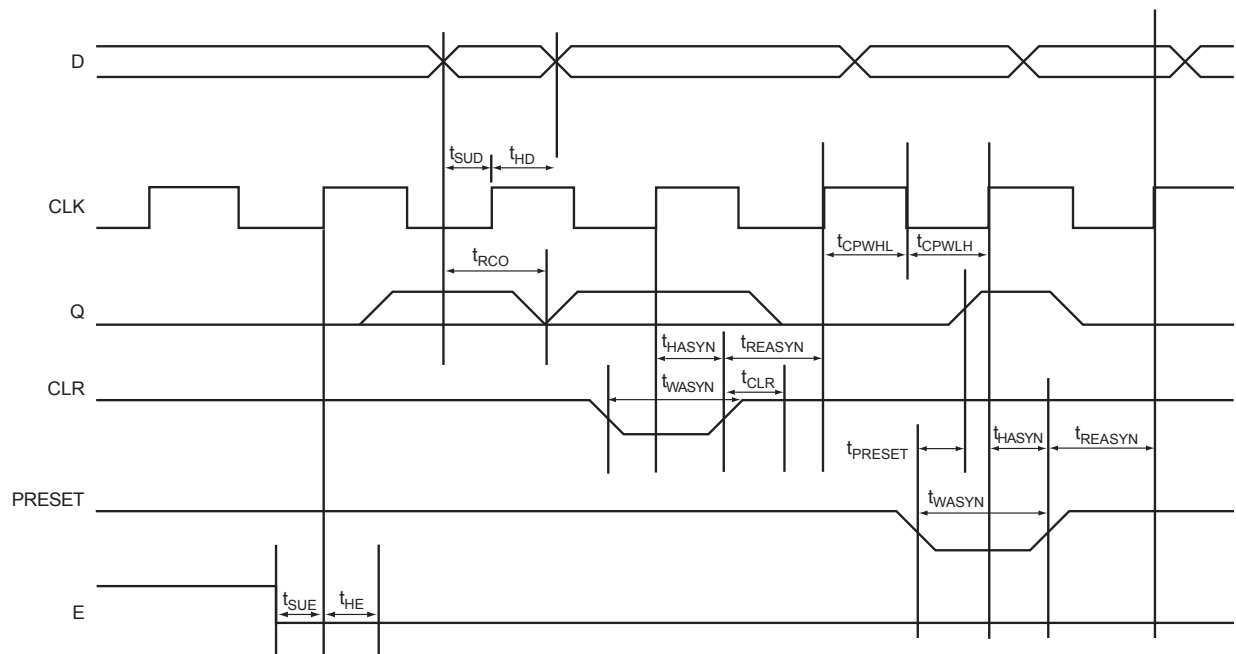 D
tSUD tHD
CLK
tCPWHL tCPWLH
tRCO
Q
tHASYN tREASYN
tWASYN tCLR
CLR
tPRESET tHASYN tREASYN
tWASYN
PRESET
tSUE tHE
E